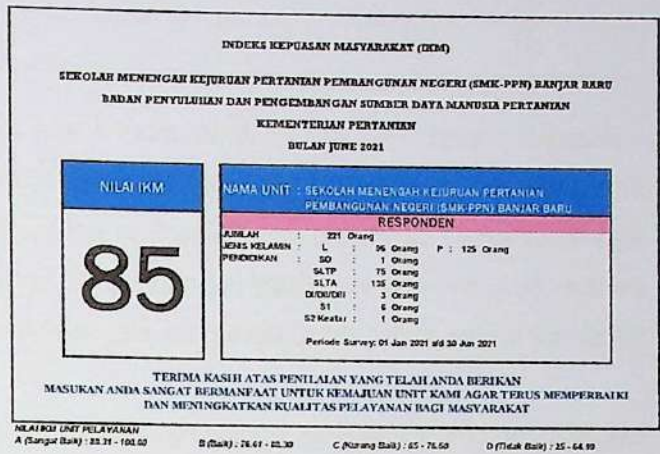 INDEKS KEPUASAN MASYARAKAT (IKM)
SEKOLAH MENENGAH KEJURUAN PERTANIAN PEMBANGUNAN NEGERI (SMK-PPN) BANJAR BARU
BADAN PENYULUHAN DAN PENGEMBANGAN SUMBER DAYA MANUSIA PERTANIAN
KEMENTERIAN PERTANIAN
BULAN JUNE 2021
NILAI IKM
85
NAMA UNIT : SEKOLAH MENENGAH KEJURUAN PERTANIAN
PEMBANGUNAN NEGERI (SMK-PPN) BANJAR BARU
RESPONDEN
JUMLAH : 221 Orang
JENIS KELAMIN : L : 96 Orang P : 125 Orang
PENDIDIKAN : SD : 1 Orang
SLTP : 75 Orang
SLTA : 135 Orang
DI/DII/DIII : 3 Orang
S1 : 6 Orang
S2 Keatas : 1 Orang
Periode Survey: 01 Jan 2021 s/d 30 Jun 2021
TERIMA KASIH ATAS PENILAIAN YANG TELAH ANDA BERIKAN
MASUKAN ANDA SANGAT BERMANFAAT UNTUK KEMAJUAN UNIT KAMI AGAR TERUS MEMPERBAIKI
DAN MENINGKATKAN KUALITAS PELAYANAN BAGI MASYARAKAT
NILAI IKM UNIT PELAYANAN
A (Sangat Baik) : 88.31 - 100.00 B (Baik) : 76.61 - 88.30 C (Kurang Baik) : 65 - 76.60 D (Tidak Baik) : 25 - 64.99